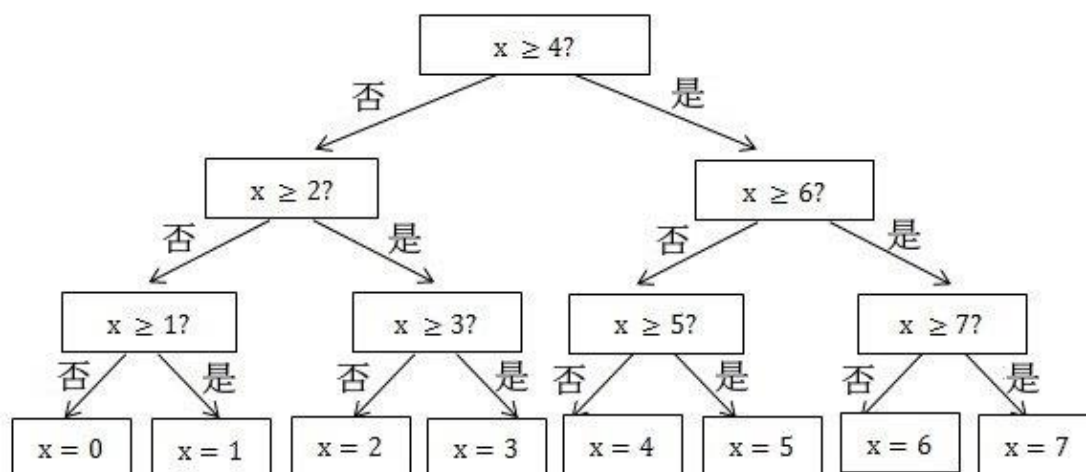 x ≥ 4?
否 是
x ≥ 2? x ≥ 6?
否 是 否 是
x ≥ 1? x ≥ 3? x ≥ 5? x ≥ 7?
否 是 否 是 否 是 否 是
x = 0 x = 1 x = 2 x = 3 x = 4 x = 5 x = 6 x = 7